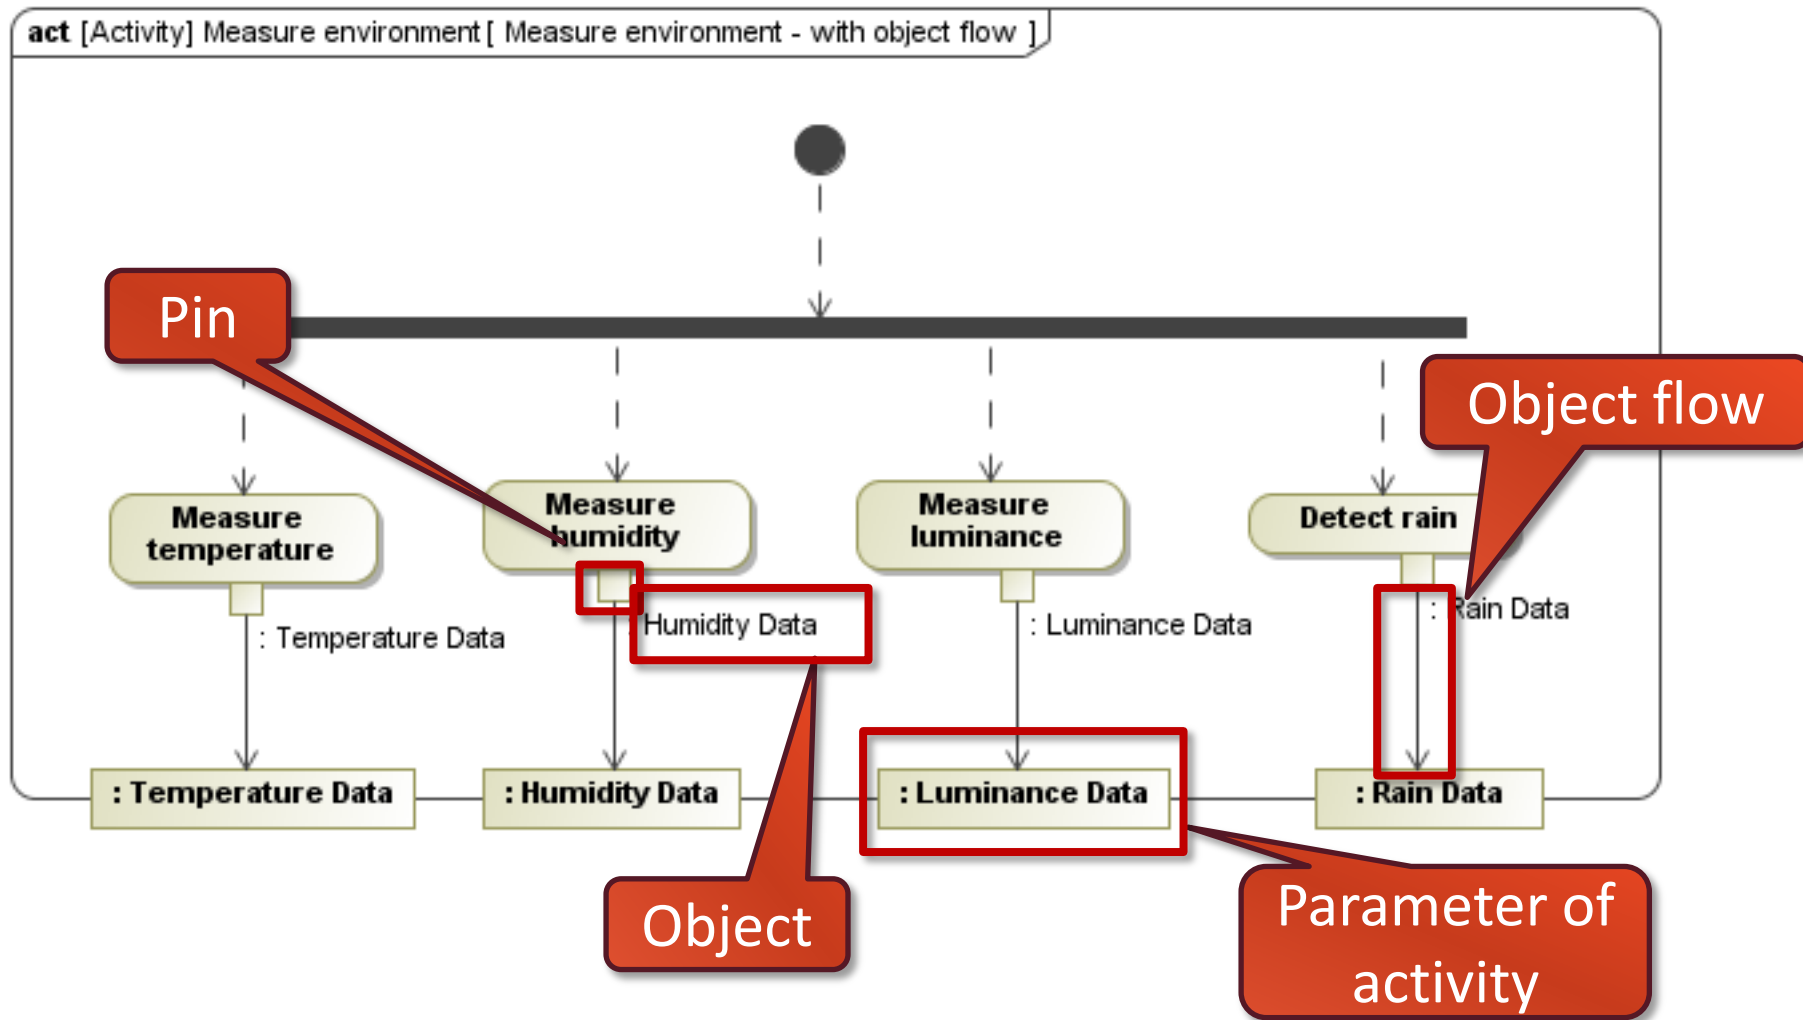 act [Activity] Measure environment [ Measure environment - with object flow ]
Pin
Object flow
Measure
temperature
Measure
humidity
Measure
luminance
Detect rain
: Temperature Data
: Humidity Data
: Luminance Data
: Rain Data
: Temperature Data
: Humidity Data
: Luminance Data
: Rain Data
Object
Parameter of
activity